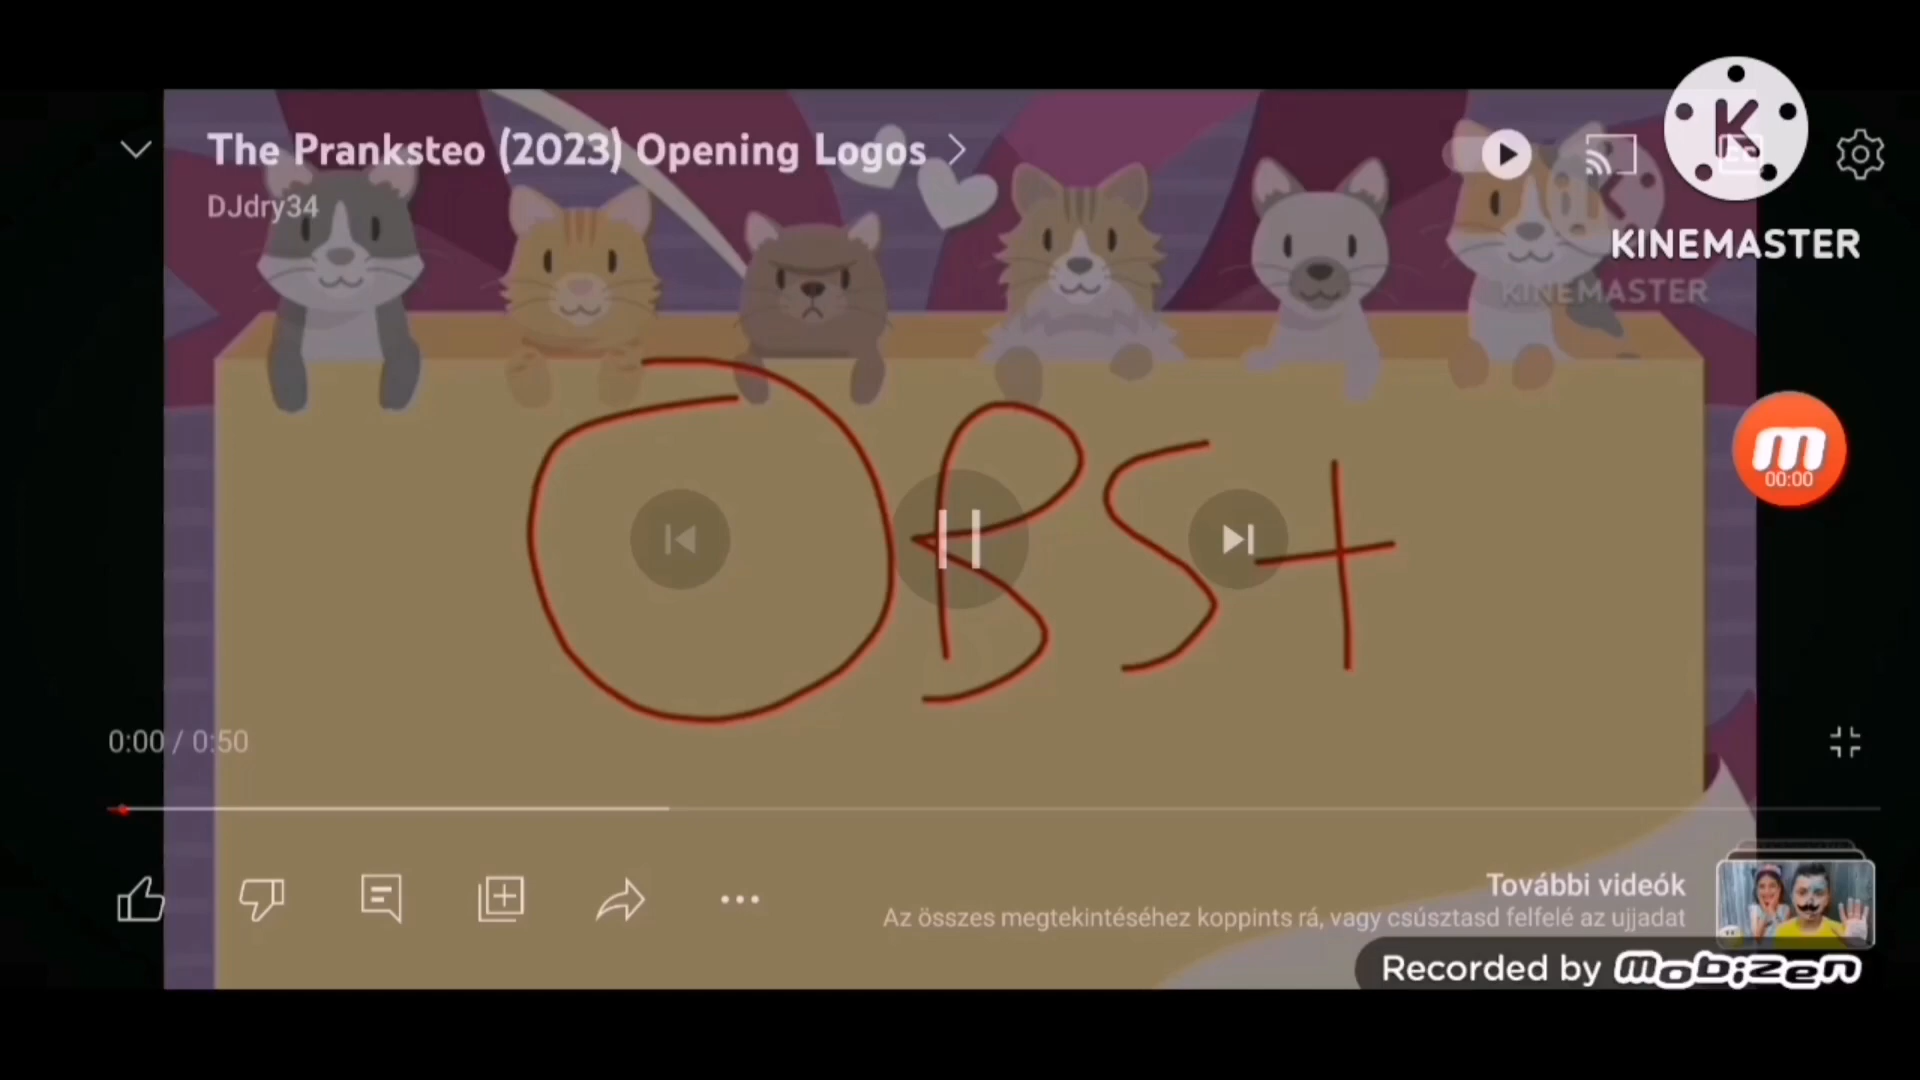 The Pranksteo (2023) Opening Logos
DJdry34
K
KINEMASTER
KINEMASTER
m
00:00
OBS+
0:00 / 0:50
További videók
Az összes megtekintéséhez koppints rá, vagy csúsztasd felfelé az ujjadat
Recorded by mobizen